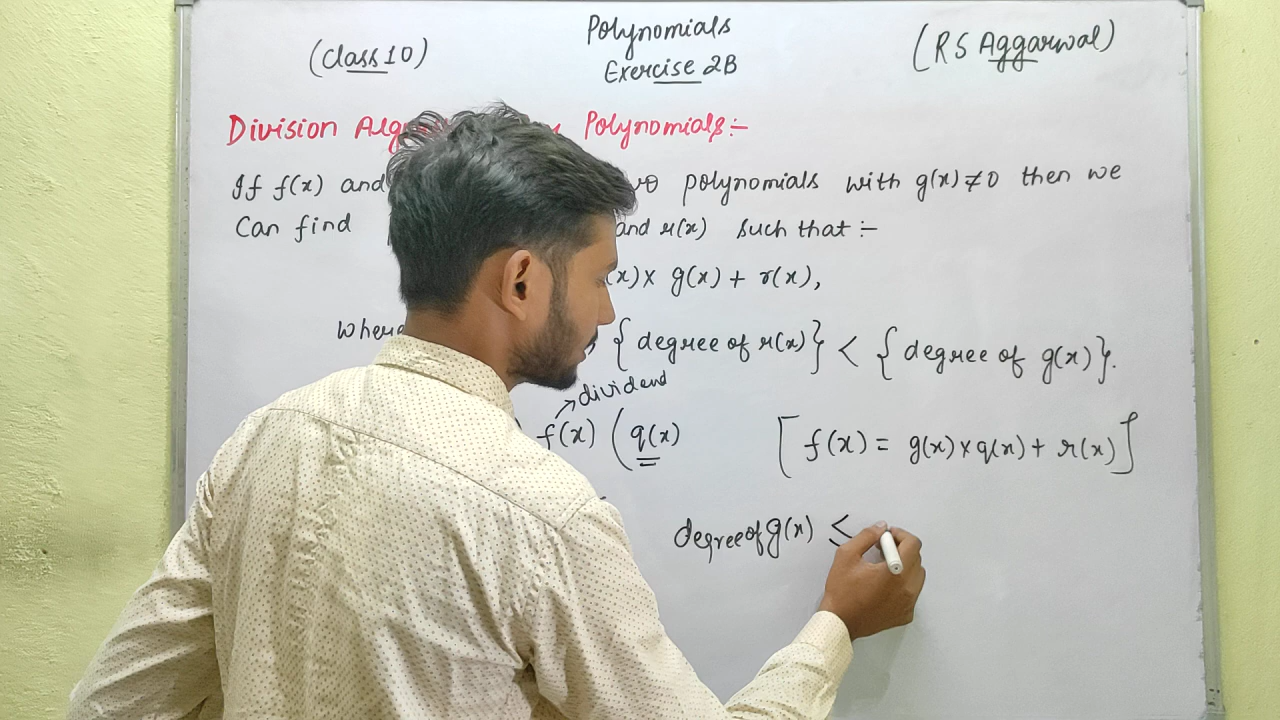 (Class 10)
Polynomials
Exercise 2B
(RS Aggarwal)
Division Polynomials:-
If f(x) and polynomials with g(x) ≠ 0 then we
Can find and r(x) such that :-
(x) × g(x) + r(x),
where {degree of r(x)} < {degree of g(x)}.
dividend
f(x) ( q(x)
[f(x) = g(x) × q(x) + r(x)]
degree of g(x) ≤